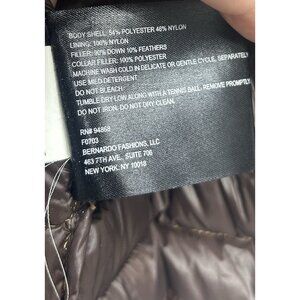 BODY SHELL: 54% POLYESTER 46% NYLON
LINING: 100% NYLON
FILLER: 90% DOWN 10% FEATHERS
COLLAR FILLER: 100% POLYESTER
MACHINE WASH COLD IN DELICATE OR GENTLE CYCLE, SEPARATELY
USE MILD DETERGENT
DO NOT BLEACH.
TUMBLE DRY LOW ALONG WITH A TENNIS BALL. REMOVE PROMPTLY.
DO NOT IRON. DO NOT DRY CLEAN.
RN# 94868
F0703
BERNARDO FASHIONS, LLC
463 7TH AVE., SUITE 706
NEW YORK, NY 10018